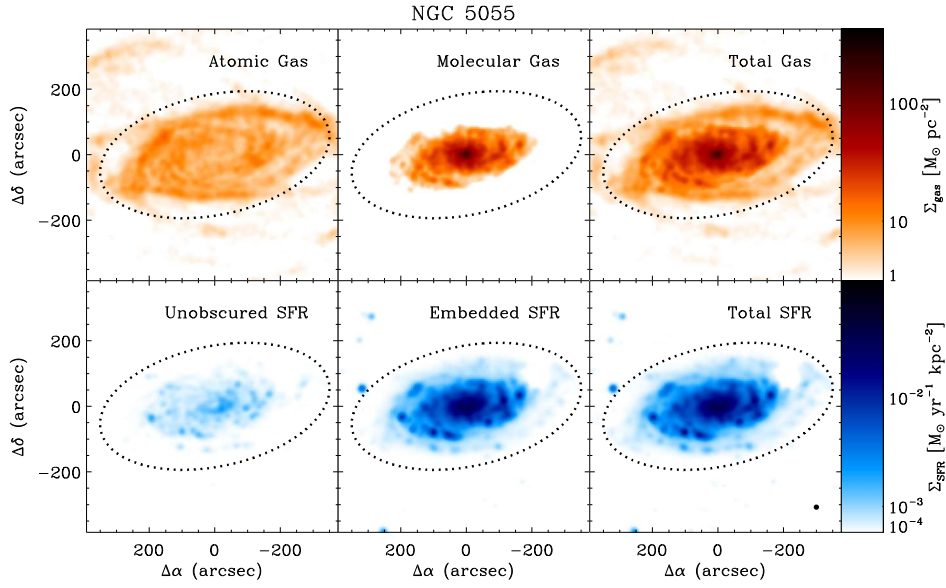 NGC 5055
Atomic Gas
Molecular Gas
Total Gas
200
0
−200
Δδ (arcsec)
100
10
1
Σgas [M⊙ pc−2]
Unobscured SFR
Embedded SFR
Total SFR
200
0
−200
Δδ (arcsec)
10−2
10−3
10−4
ΣSFR [M⊙ yr−1 kpc−2]
200 0 −200 200 0 −200 200 0 −200
Δα (arcsec) Δα (arcsec) Δα (arcsec)